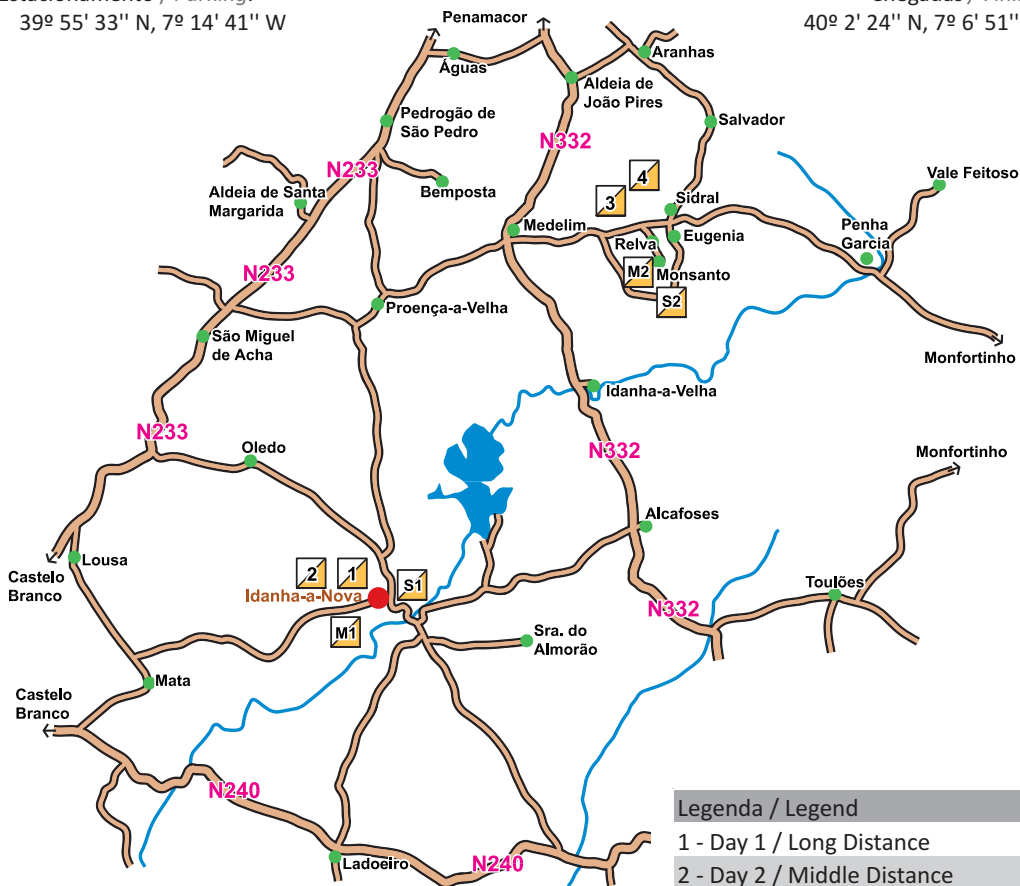 Estacionamento / Parking:
39º 55' 33'' N, 7º 14' 41'' W
40º 2' 24'' N, 7º 6' 51''
Penamacor
Águas
Aranhas
Aldeia de
João Pires
Pedrogão de
São Pedro
Salvador
N332
N233
Bemposta
4
3
Vale Feitoso
Aldeia de Santa
Margarida
Sidral
Medelim
Eugenia
Penha
Garcia
Relva
M2
Monsanto
N233
S2
Proença-a-Velha
São Miguel
de Acha
Monfortinho
Idanha-a-Velha
N233
Oledo
N332
Monfortinho
Alcafoses
Lousa
Castelo
Branco
2
1
S1
Idanha-a-Nova
Toulões
N332
M1
Sra. do
Almorão
Mata
Castelo
Branco
N240
Ladoeiro
N240
Legenda / Legend
1 - Day 1 / Long Distance
2 - Day 2 / Middle Distance